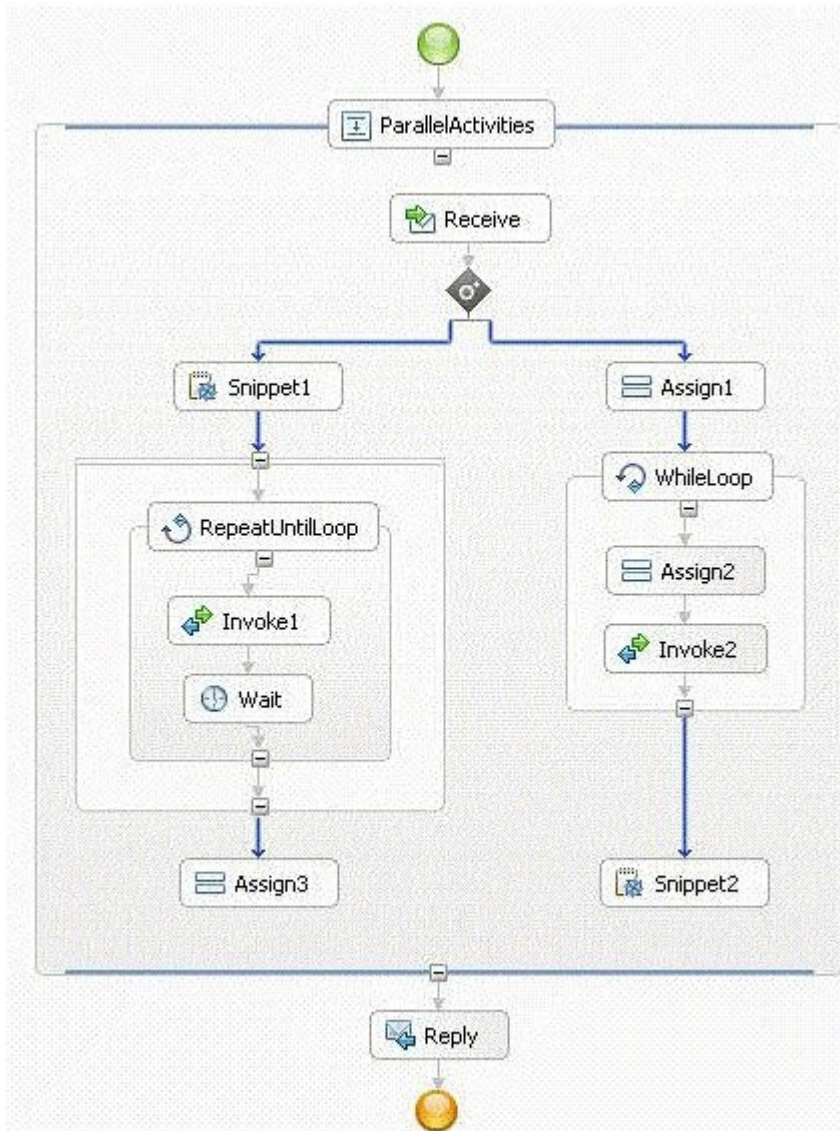 ParallelActivities
Receive
Snippet1
Assign1
WhileLoop
RepeatUntilLoop
Assign2
Invoke1
Invoke2
Wait
Assign3
Snippet2
Reply